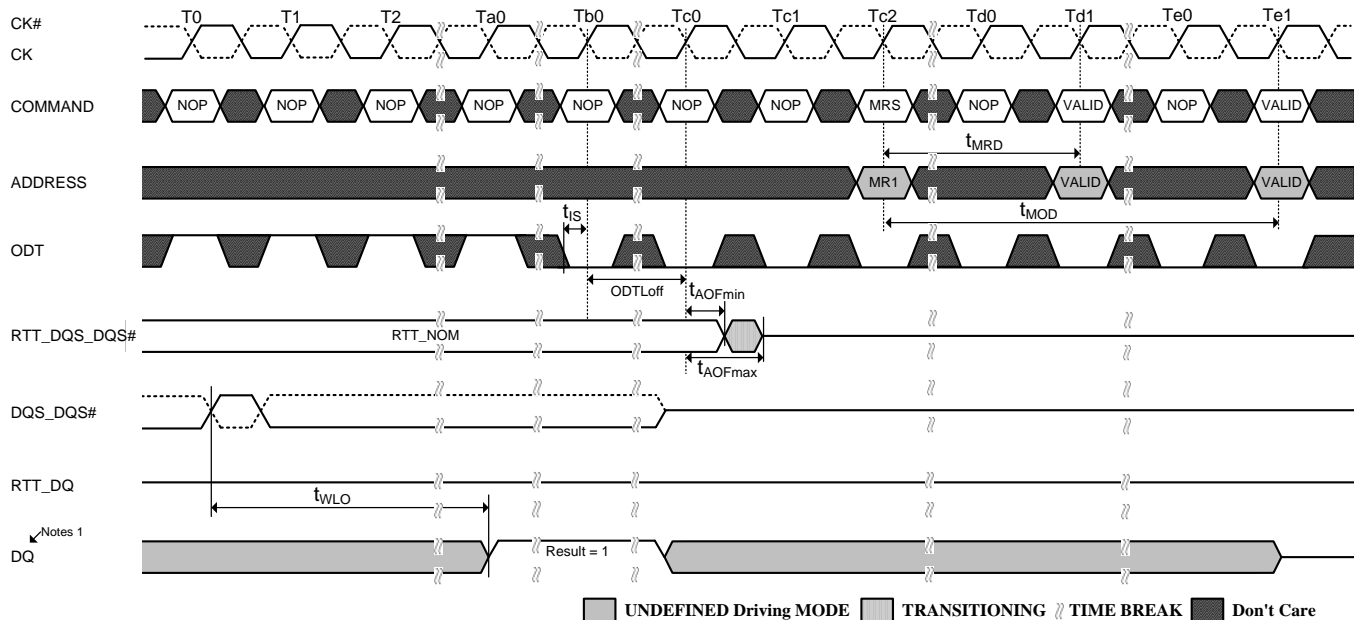 CK#
T0 T1 T2 Ta0 Tb0 Tc0 Tc1 Tc2 Td0 Td1 Te0 Te1
CK
COMMAND NOP NOP NOP NOP NOP NOP NOP MRS NOP VALID NOP VALID
tMRD
ADDRESS MR1 VALID VALID
tIS tMOD
ODT
ODTLoff tAOFmin
RTT_DQS_DQS# RTT_NOM
tAOFmax
DQS_DQS#
RTT_DQ
tWLO
Notes 1
DQ Result = 1
UNDEFINED Driving MODE TRANSITIONING TIME BREAK Don't Care